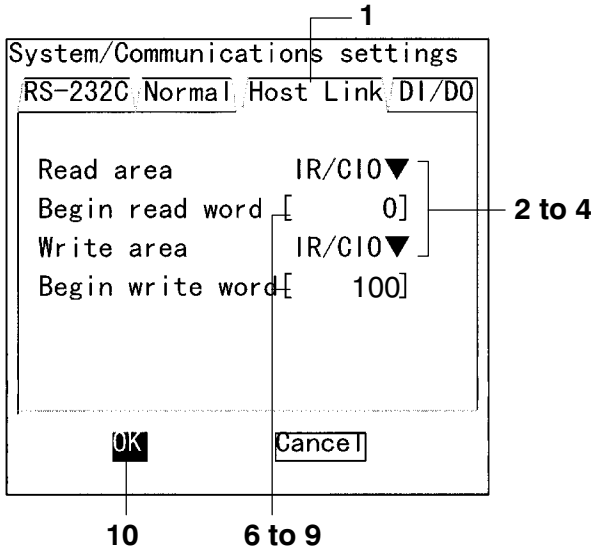 1
System/Communications settings
RS-232C Normal Host Link DI/DO
Read area IR/CIO▼
Begin read word [ 0]
2 to 4
Write area IR/CIO▼
Begin write word[ 100]
OK Cancel
10 6 to 9